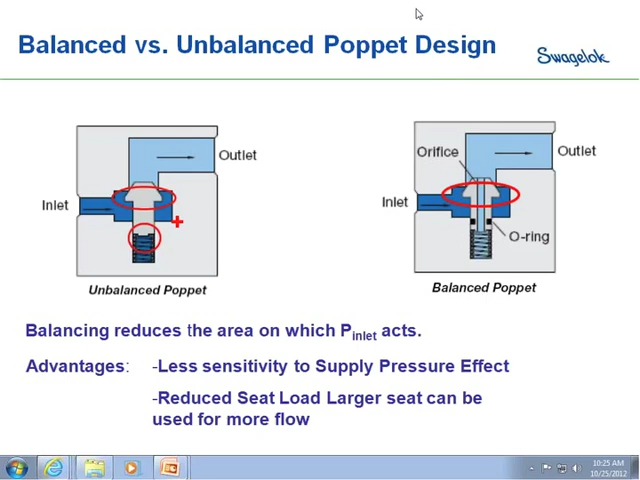 Balanced vs. Unbalanced Poppet Design
Swagelok
Outlet
Inlet
+
Unbalanced Poppet
Orifice
Outlet
Inlet
O-ring
Balanced Poppet
Balancing reduces the area on which Pinlet acts.
Advantages: -Less sensitivity to Supply Pressure Effect
-Reduced Seat Load Larger seat can be
used for more flow
10:25 AM
10/25/2012